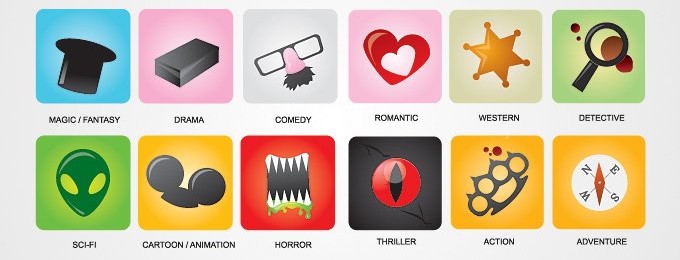 MAGIC / FANTASY
DRAMA
COMEDY
ROMANTIC
WESTERN
DETECTIVE
N
E
S
W
SCI-FI
CARTOON / ANIMATION
HORROR
THRILLER
ACTION
ADVENTURE